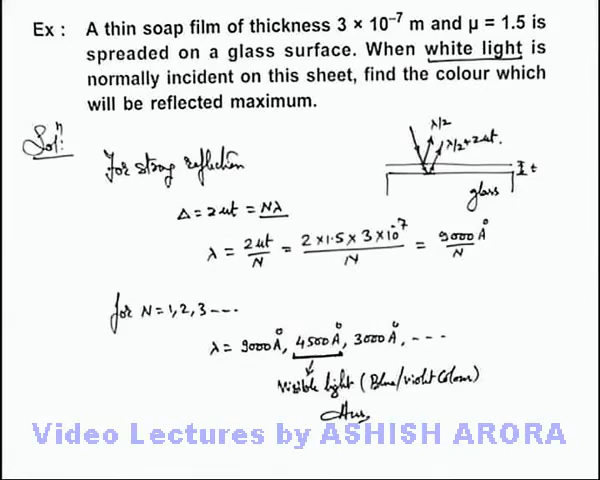 Ex : A thin soap film of thickness 3 × 10⁻⁷ m and μ = 1.5 is
spreaded on a glass surface. When white light is
normally incident on this sheet, find the colour which
will be reflected maximum.
Solⁿ:
For strong reflection
λ/2
λ/2+2μt.
t
glass
Δ = 2μt = Nλ
λ = 2μt/N = 2×1.5×3×10⁻⁷/N = 9000 Å/N
for N = 1, 2, 3 ----
λ = 9000 Å, 4500 Å, 3000 Å, - - -
Visible light (Blue/violet Colour)
Ans
Video Lectures by ASHISH ARORA